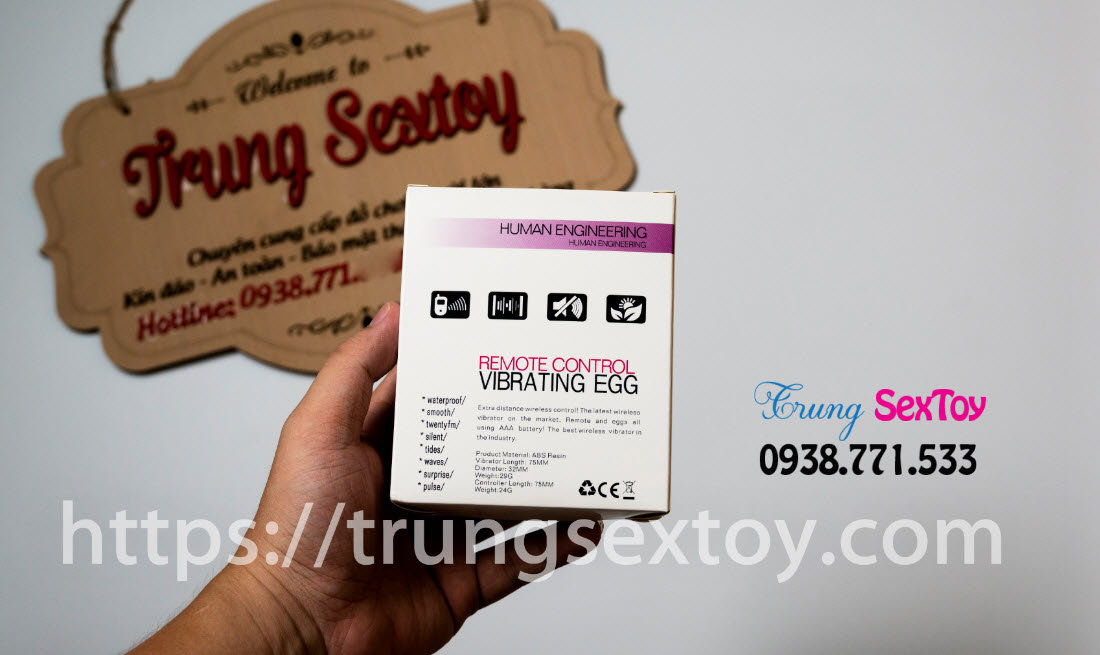 Welcome to
Trung Sextoy
Chuyên cung cấp đồ chơi
Kín đáo - An toàn - Bảo mật
Hotline: 0938.771.
HUMAN ENGINEERING
HUMAN ENGINEERING
REMOTE CONTROL
VIBRATING EGG
* waterproof/
* smooth/
* twentyfm/
* silent/
* tides/
* waves/
* surprise/
* pulse/
Extra distance wireless control! The latest wireless
vibrator on the market. Remote and eggs all
using AAA battery! The best wireless vibrator in
the industry.
Product Material: ABS Resin
Vibrator Length: 75MM
Diameter: 32MM
Weight:29G
Controller Length: 75MM
Weight:24G
CE
Trung SexToy
0938.771.533
https://trungsextoy.com